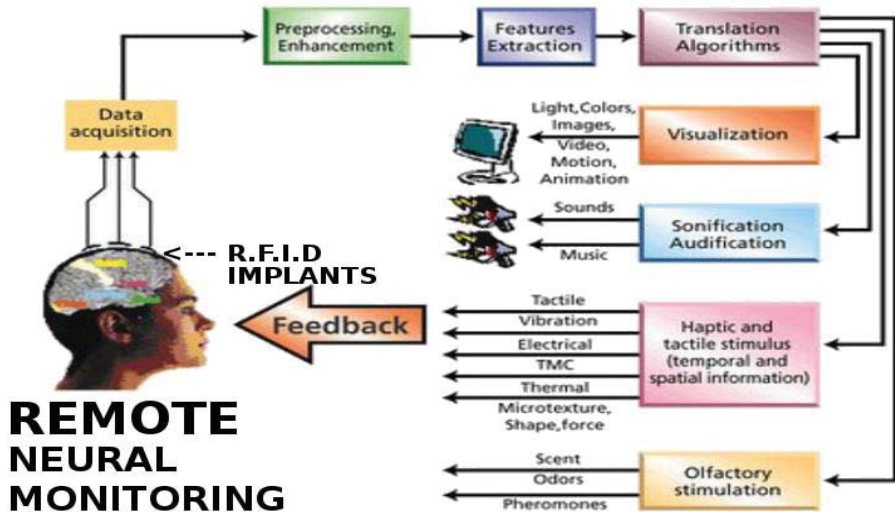 Preprocessing,
Enhancement
Features
Extraction
Translation
Algorithms
Data
acquisition
Light,Colors,
Images,
Video,
Motion,
Animation
Visualization
Sounds
Music
Sonification
Audification
<--- R.F.I.D
IMPLANTS
Feedback
Tactile
Vibration
Electrical
TMC
Thermal
Microtexture,
Shape,force
Haptic and
tactile stimulus
(temporal and
spatial information)
REMOTE
NEURAL
MONITORING
Scent
Odors
Pheromones
Olfactory
stimulation